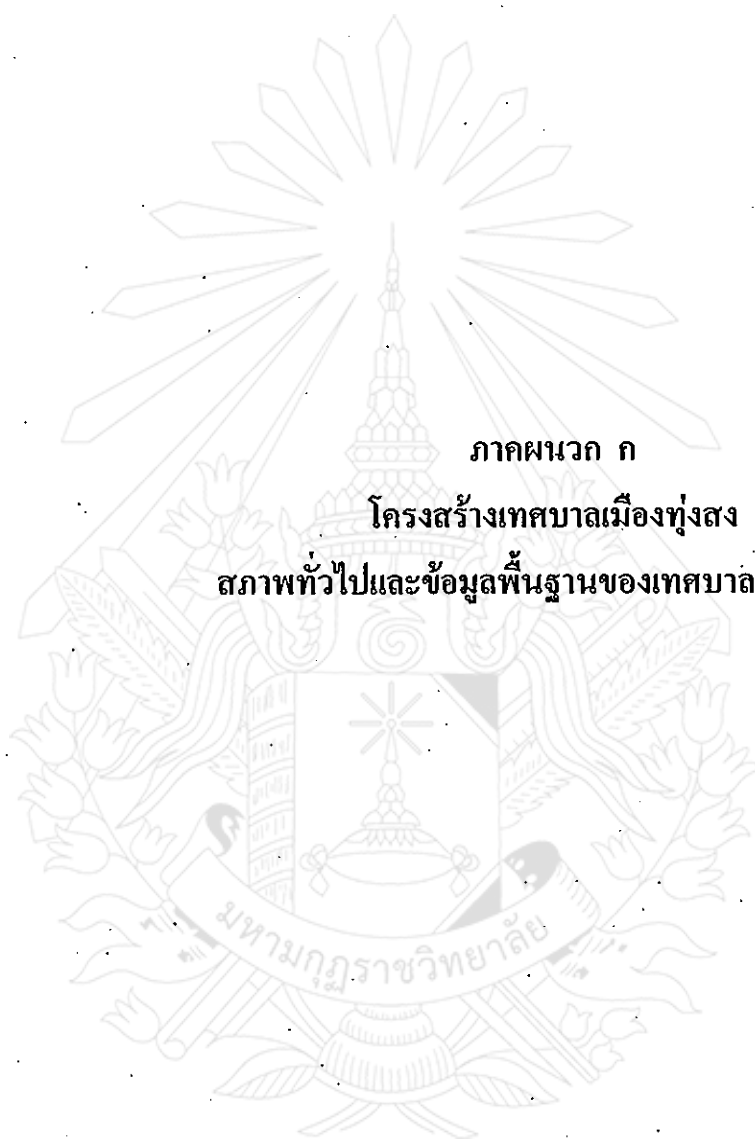 ภาคผนวก ค
โครงสร้างเทศบาลเมืองทุ่งสง
สภาพทั่วไปและข้อมูลพื้นฐานของเทศบาล
มหามกุฏราชวิทยาลัย